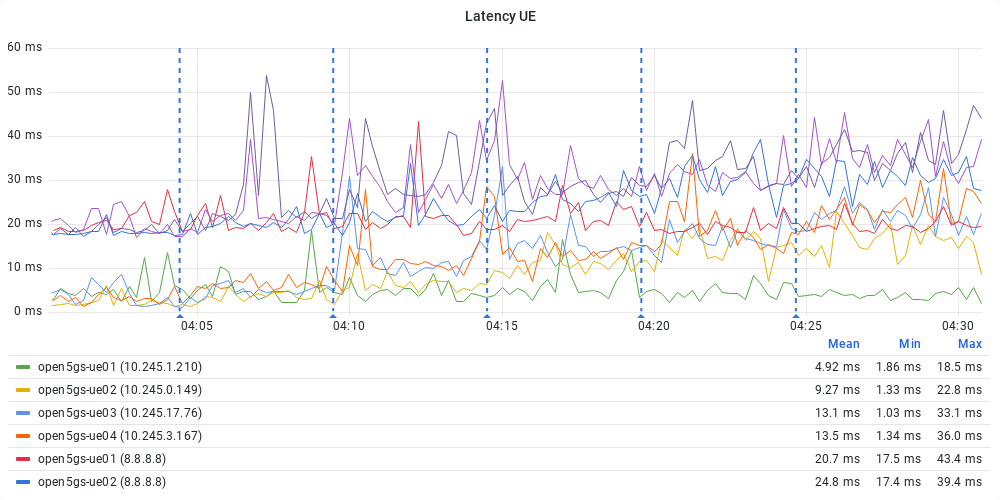 Latency UE
60 ms
50 ms
40 ms
30 ms
20 ms
10 ms
0 ms
04:05 04:10 04:15 04:20 04:25 04:30
Mean Min Max
open5gs-ue01 (10.245.1.210) 4.92 ms 1.86 ms 18.5 ms
open5gs-ue02 (10.245.0.149) 9.27 ms 1.33 ms 22.8 ms
open5gs-ue03 (10.245.17.76) 13.1 ms 1.03 ms 33.1 ms
open5gs-ue04 (10.245.3.167) 13.5 ms 1.34 ms 36.0 ms
open5gs-ue01 (8.8.8.8) 20.7 ms 17.5 ms 43.4 ms
open5gs-ue02 (8.8.8.8) 24.8 ms 17.4 ms 39.4 ms